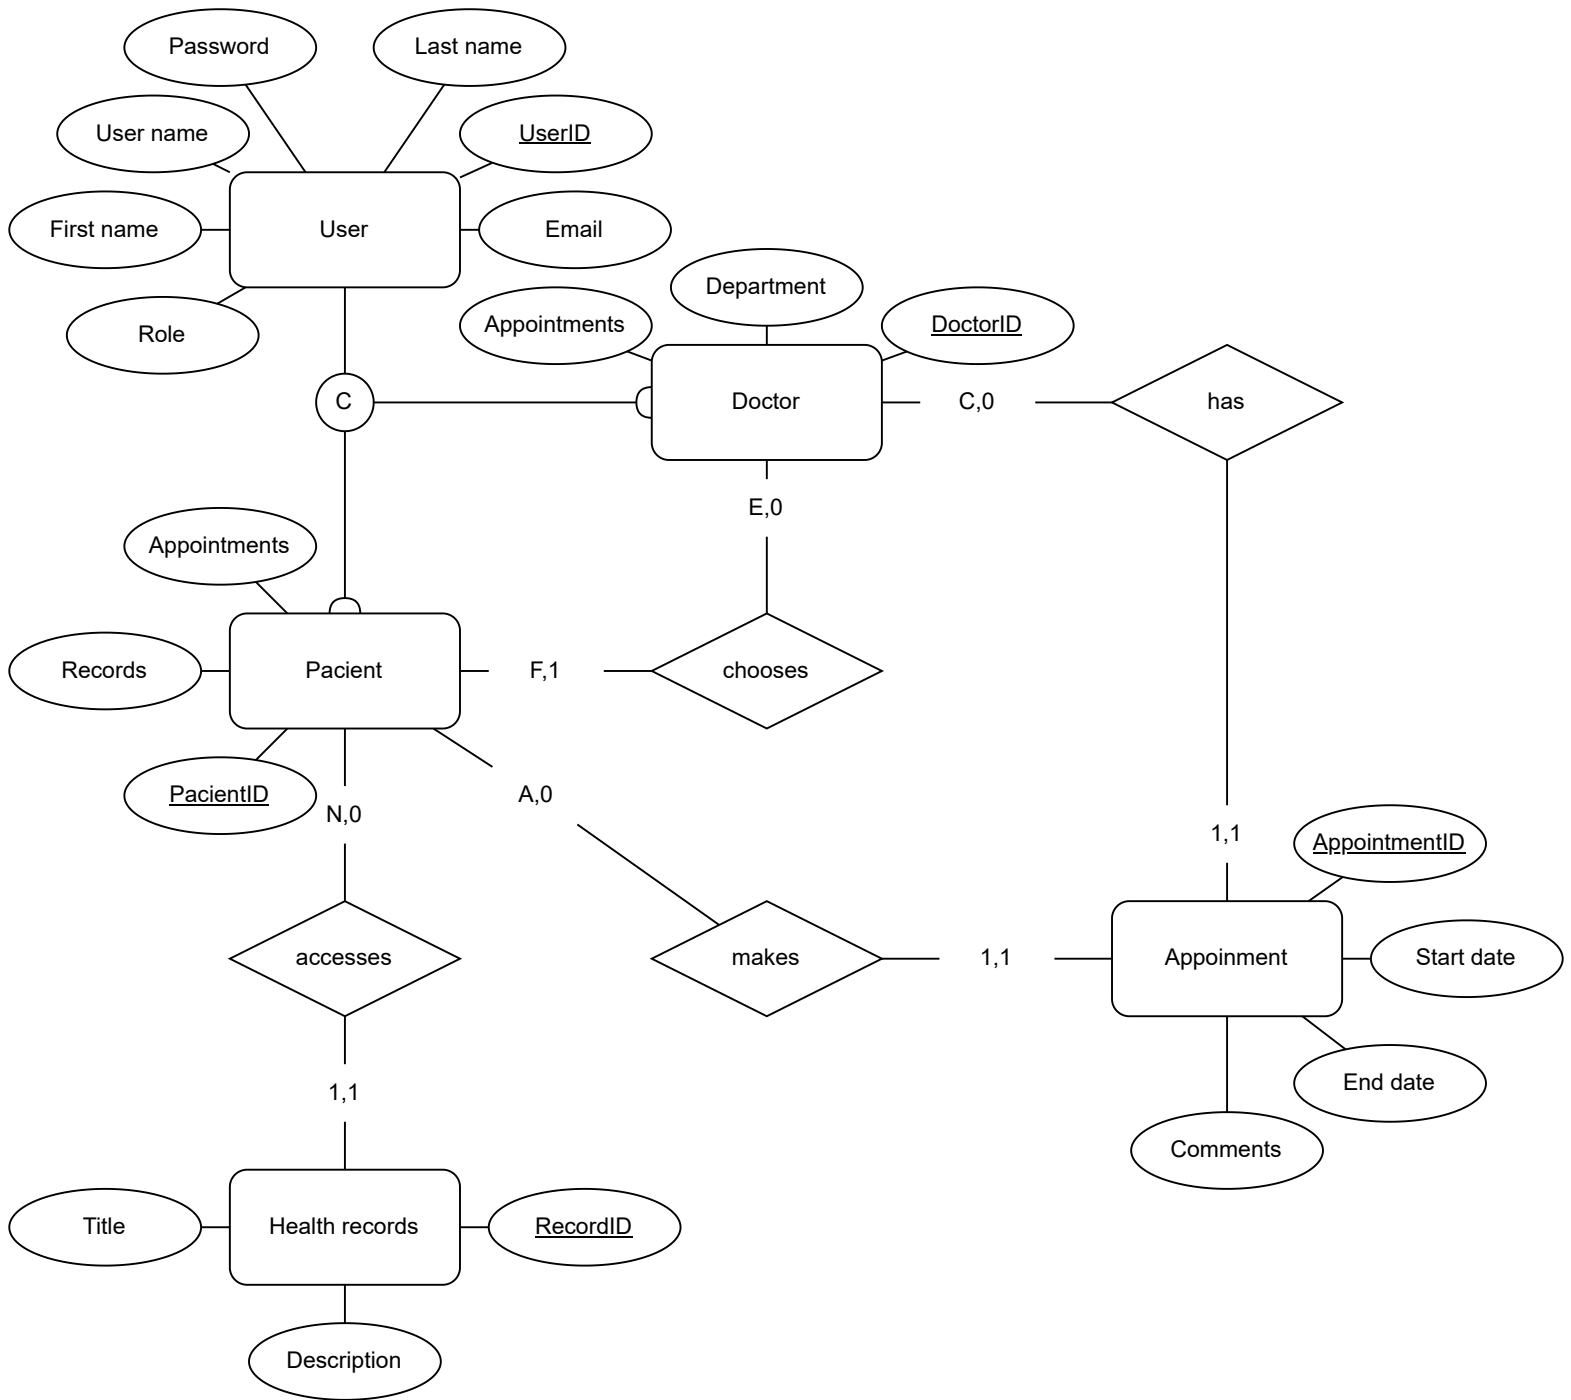 Password
Last name
User name
UserID
First name
User
Email
Department
Appointments
DoctorID
Role
C
Doctor
C,0
has
E,0
Appointments
Records
Pacient
F,1
chooses
PacientID
N,0
A,0
1,1
AppointmentID
accesses
makes
1,1
Appoinment
Start date
End date
1,1
Comments
Title
Health records
RecordID
Description